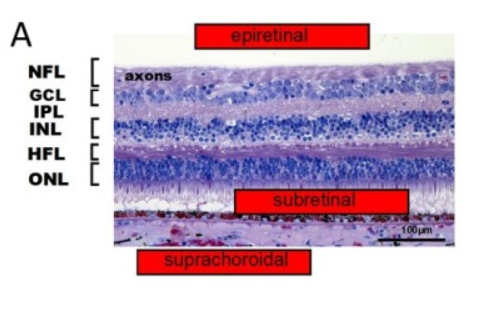 A
epiretinal
NFL
axons
GCL
IPL
INL
HFL
ONL
subretinal
100µm
suprachoroidal